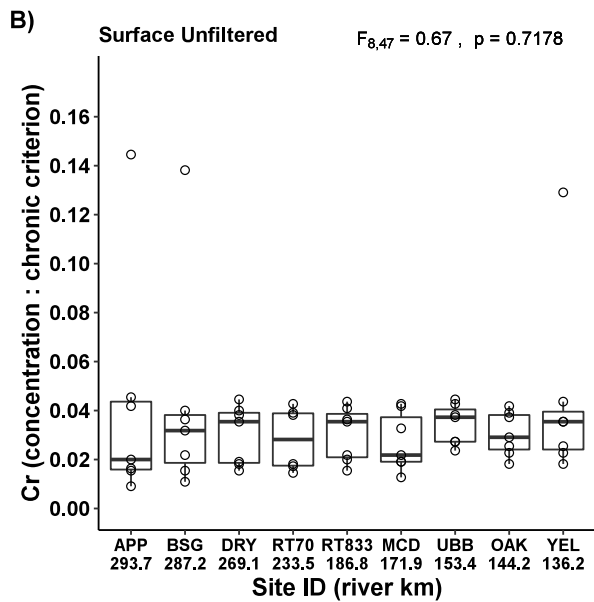 B)
Surface Unfiltered
F8,47 = 0.67 , p = 0.7178
Cr (concentration : chronic criterion)
0.16
0.14
0.12
0.10
0.08
0.06
0.04
0.02
0.00
APP BSG DRY RT70 RT833 MCD UBB OAK YEL
293.7 287.2 269.1 233.5 186.8 171.9 153.4 144.2 136.2
Site ID (river km)